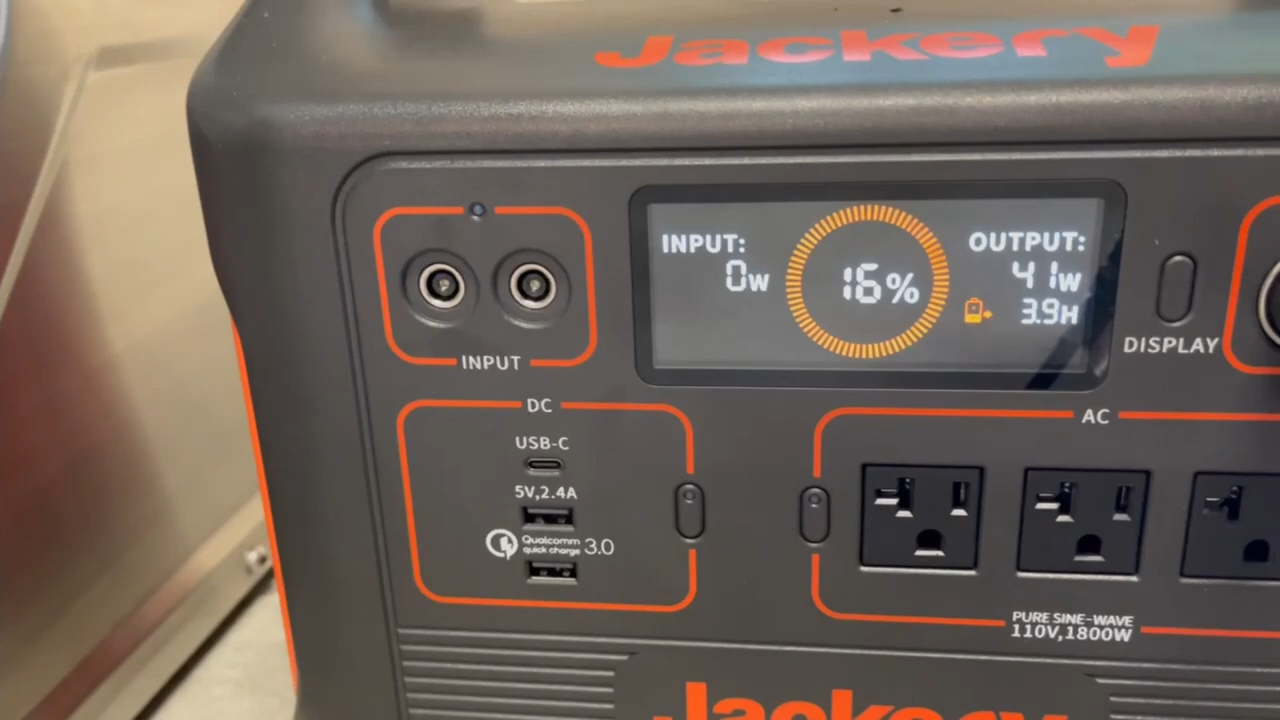 Jackery
INPUT:
0W
16%
OUTPUT:
41W
3.9H
DISPLAY
INPUT
DC
USB-C
5V,2.4A
Qualcomm
quick charge 3.0
AC
PURE SINE-WAVE
110V,1800W
Jackery